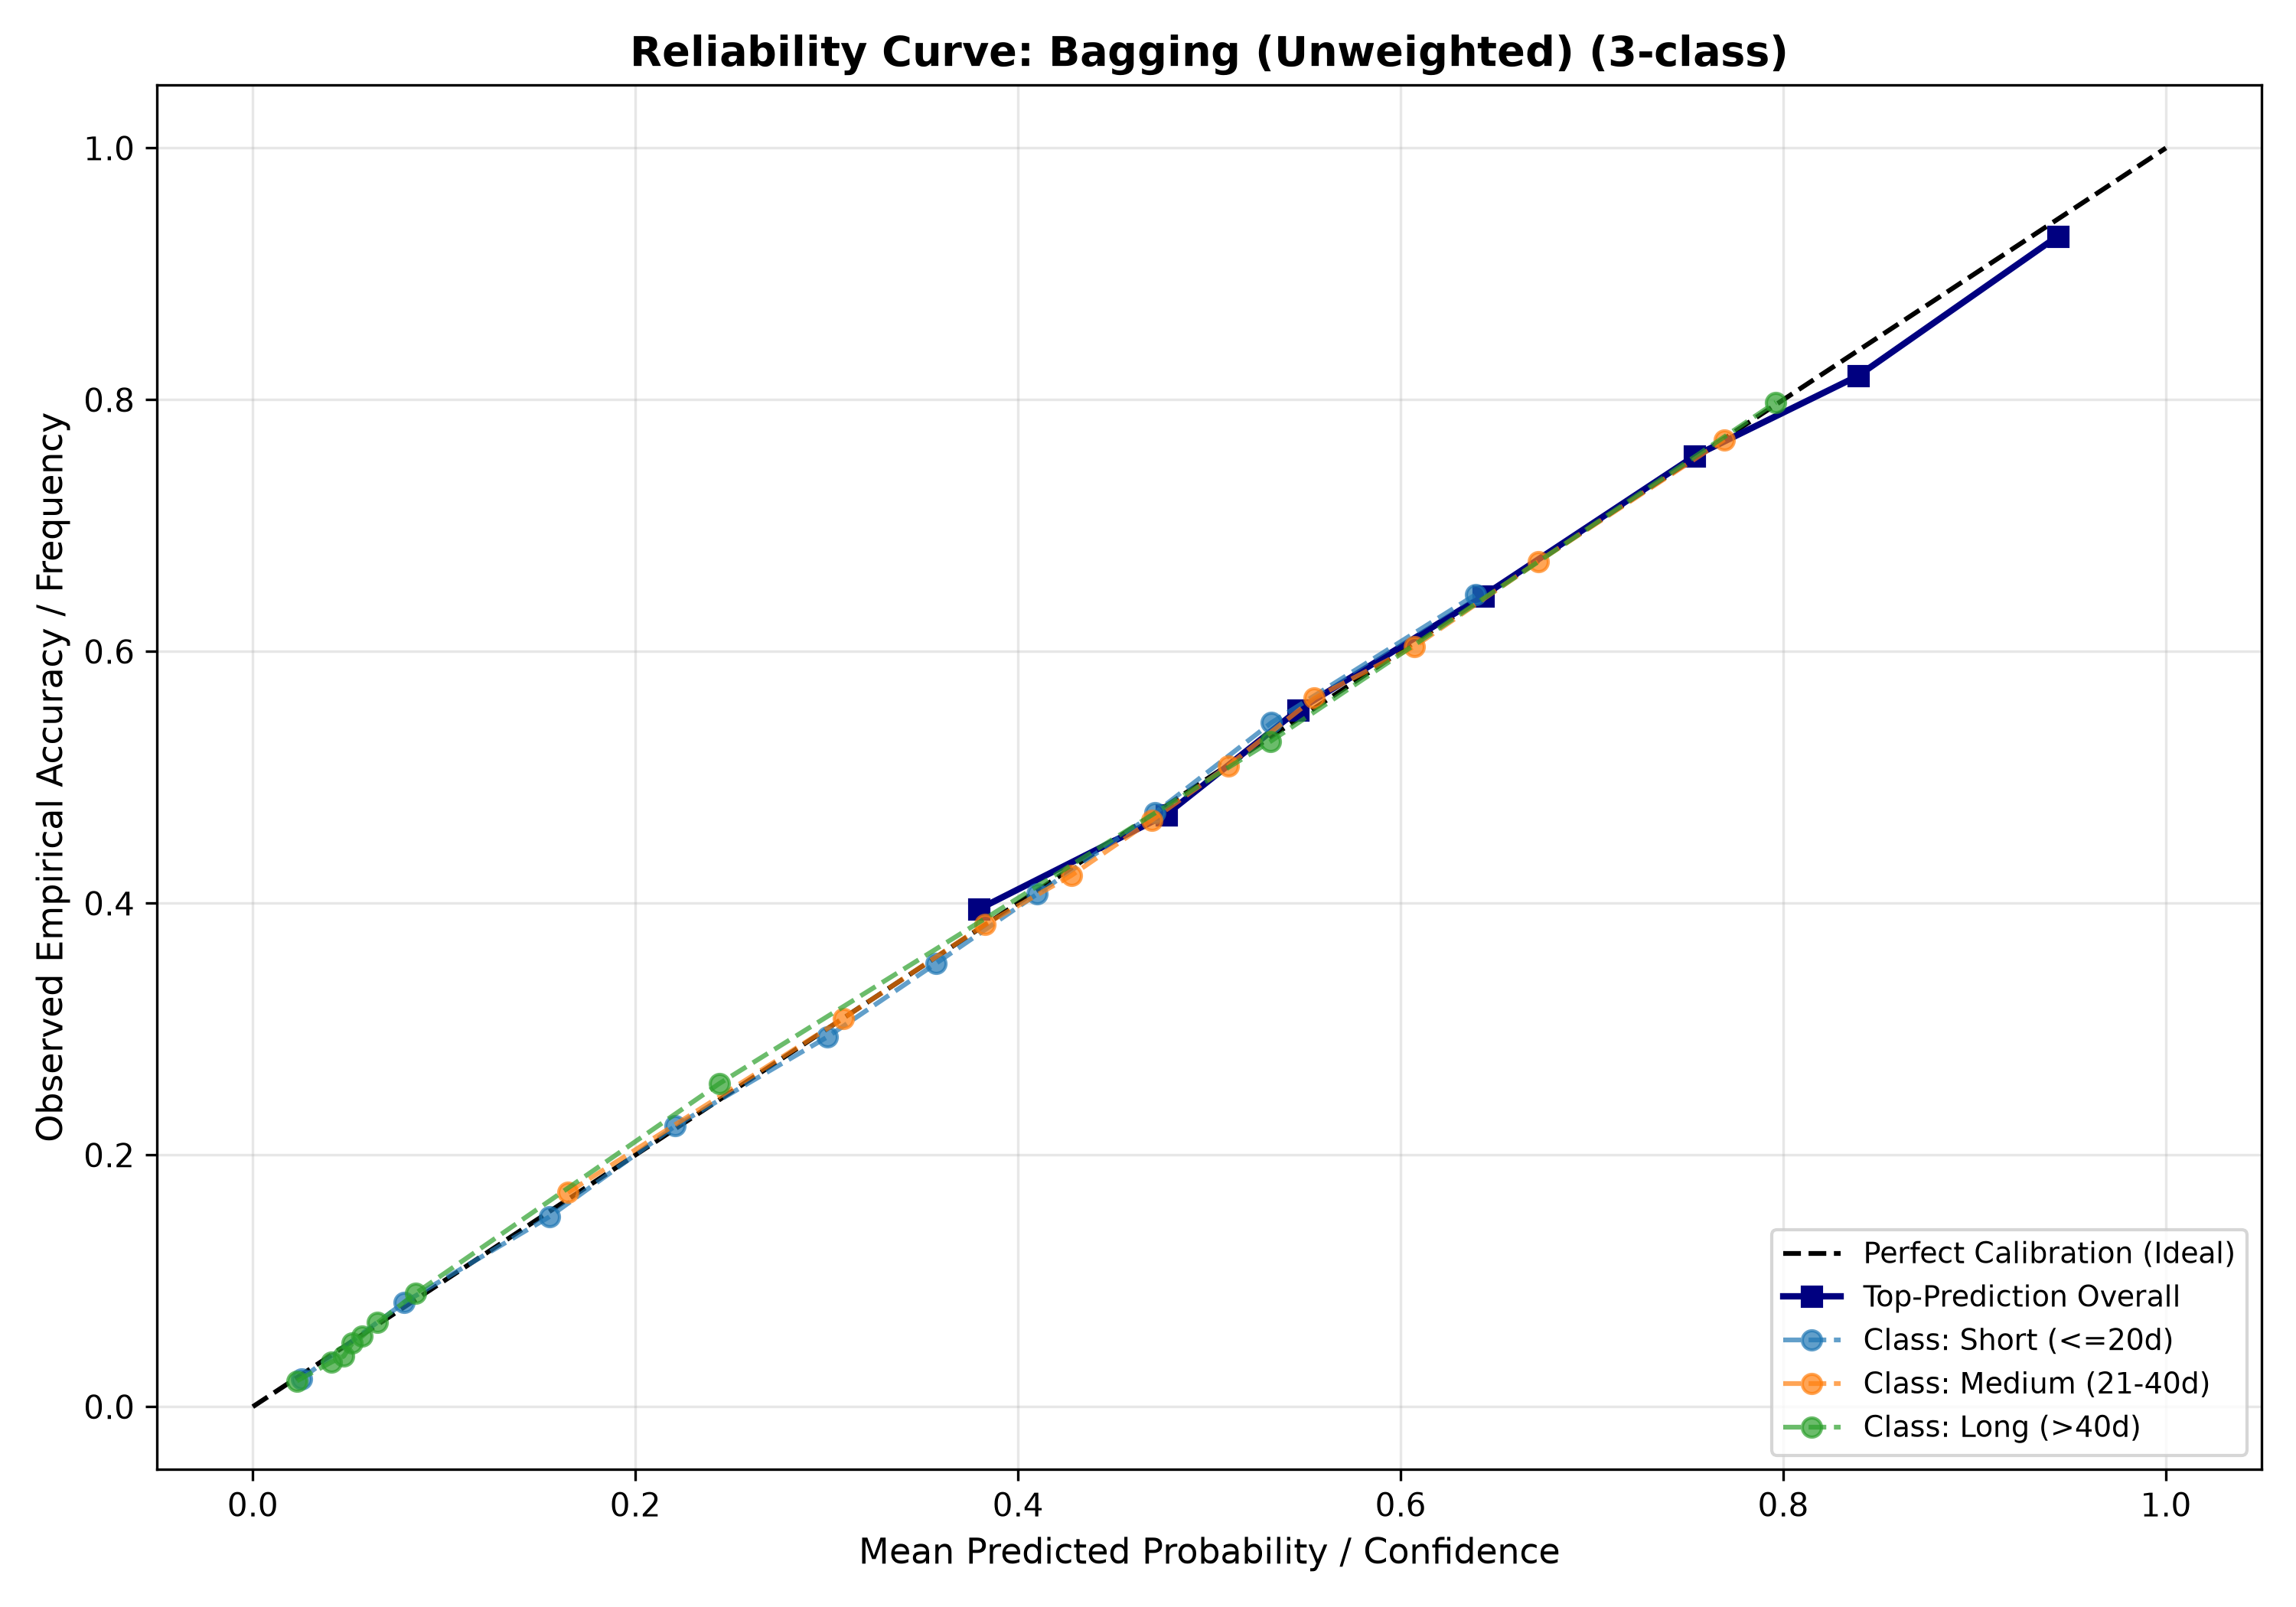 Reliability Curve: Bagging (Unweighted) (3-class)
Observed Empirical Accuracy / Frequency
1.0
0.8
0.6
0.4
0.2
0.0
0.0 0.2 0.4 0.6 0.8 1.0
Mean Predicted Probability / Confidence
Perfect Calibration (Ideal)
Top-Prediction Overall
Class: Short (<=20d)
Class: Medium (21-40d)
Class: Long (>40d)